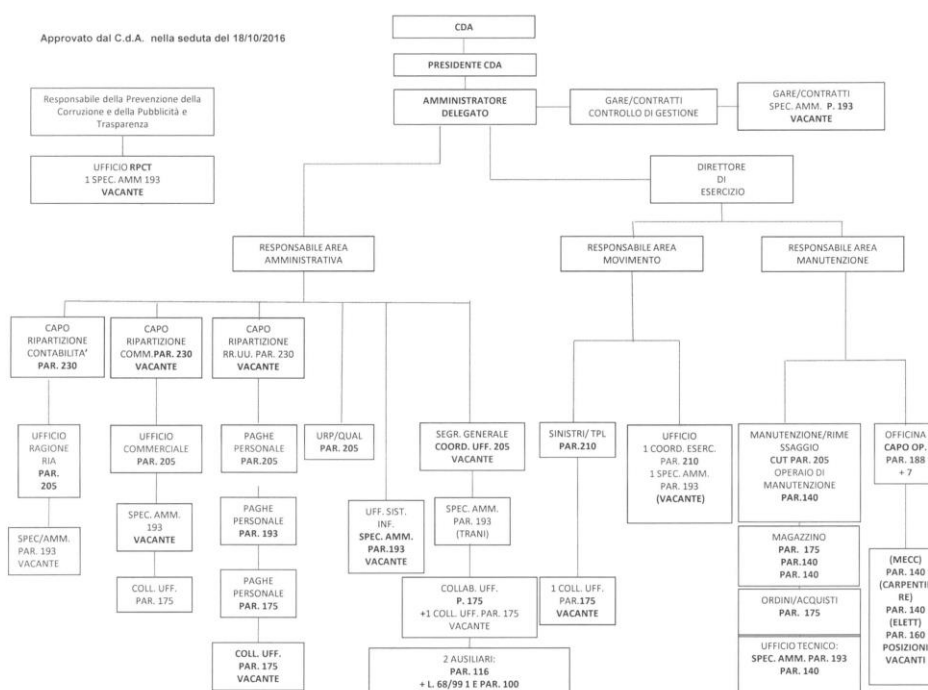 Approvato dal C.d.A. nella seduta del 18/10/2016
CDA
PRESIDENTE CDA
AMMINISTRATORE
DELEGATO
GARE/CONTRATTI
CONTROLLO DI GESTIONE
GARE/CONTRATTI
SPEC. AMM. P. 193
VACANTE
Responsabile della Prevenzione della
Corruzione e della Pubblicità e
Trasparenza
UFFICIO RPCT
1 SPEC. AMM 193
VACANTE
DIRETTORE
DI
ESERCIZIO
RESPONSABILE AREA
AMMINISTRATIVA
RESPONSABILE AREA
MOVIMENTO
RESPONSABILE AREA
MANUTENZIONE
CAPO
RIPARTIZIONE
CONTABILITA'
PAR. 230
CAPO
RIPARTIZIONE
COMM.PAR. 230
VACANTE
CAPO
RIPARTIZIONE
RR.UU. PAR. 230
VACANTE
UFFICIO
RAGIONE
RIA
PAR.
205
UFFICIO
COMMERCIALE
PAR. 205
PAGHE
PERSONALE
PAR.205
URP/QUAL
PAR. 205
SEGR. GENERALE
COORD. UFF. 205
VACANTE
SINISTRI/ TPL
PAR.210
UFFICIO
1 COORD. ESERC.
PAR. 210
1 SPEC. AMM.
PAR. 193
(VACANTE)
MANUTENZIONE/RIME
SSAGGIO
CUT PAR. 205
OPERAIO DI
MANUTENZIONE
PAR.140
OFFICINA
CAPO OP.
PAR. 188
+ 7
SPEC/AMM.
PAR. 193
VACANTE
SPEC. AMM.
193
VACANTE
PAGHE
PERSONALE
PAR. 193
UFF. SIST.
INF.
SPEC. AMM.
PAR.193
VACANTE
SPEC. AMM.
PAR. 193
(TRANI)
MAGAZZINO
PAR. 175
PAR.140
PAR. 140
(MECC)
PAR. 140
(CARPENTIE
RE)
PAR. 140
(ELETT)
PAR. 160
POSIZIONI
VACANTI
COLL. UFF.
PAR. 175
PAGHE
PERSONALE
PAR. 175
COLLAB. UFF.
P. 175
+1 COLL. UFF. PAR. 175
VACANTE
1 COLL. UFF.
PAR.175
VACANTE
ORDINI/ACQUISTI
PAR. 175
COLL. UFF.
PAR. 175
VACANTE
2 AUSILIARI:
PAR. 116
+ L. 68/99 1 E PAR. 100
UFFICIO TECNICO:
SPEC. AMM. PAR. 193
PAR. 140